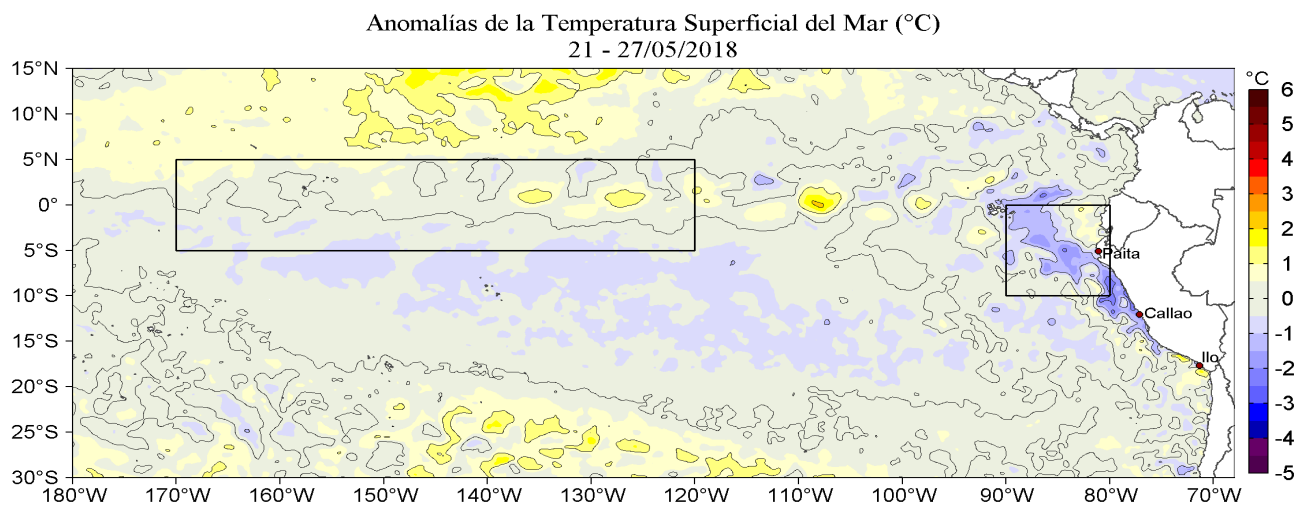 Anomalías de la Temperatura Superficial del Mar (°C)
21 - 27/05/2018
15°N
10°N
5°N
0°
5°S
10°S
15°S
20°S
25°S
30°S
180°W 170°W 160°W 150°W 140°W 130°W 120°W 110°W 100°W 90°W 80°W 70°W
Paita
Callao
Ilo
°C
6
5
4
3
2
1
0
-1
-2
-3
-4
-5